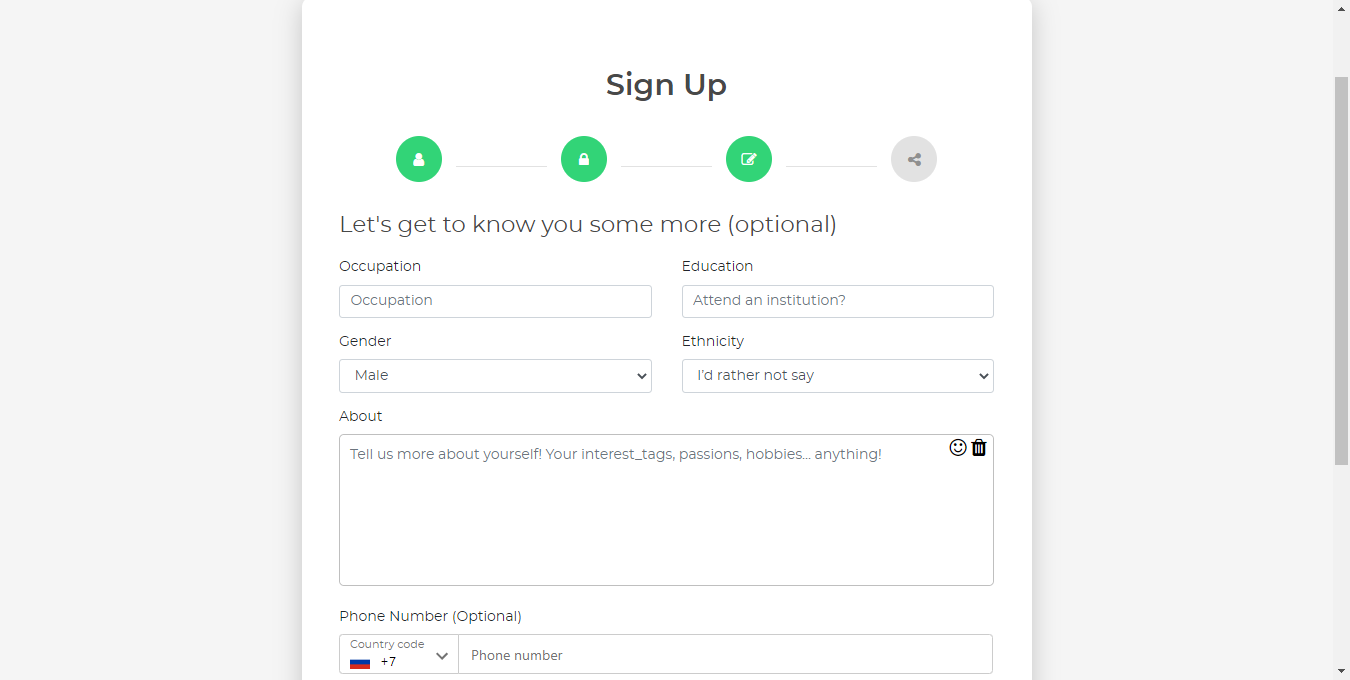 Sign Up
Let's get to know you some more (optional)
Occupation Education
Occupation Attend an institution?
Gender Ethnicity
Male I'd rather not say
About
Tell us more about yourself! Your interest_tags, passions, hobbies... anything!
Phone Number (Optional)
Country code
+7 Phone number